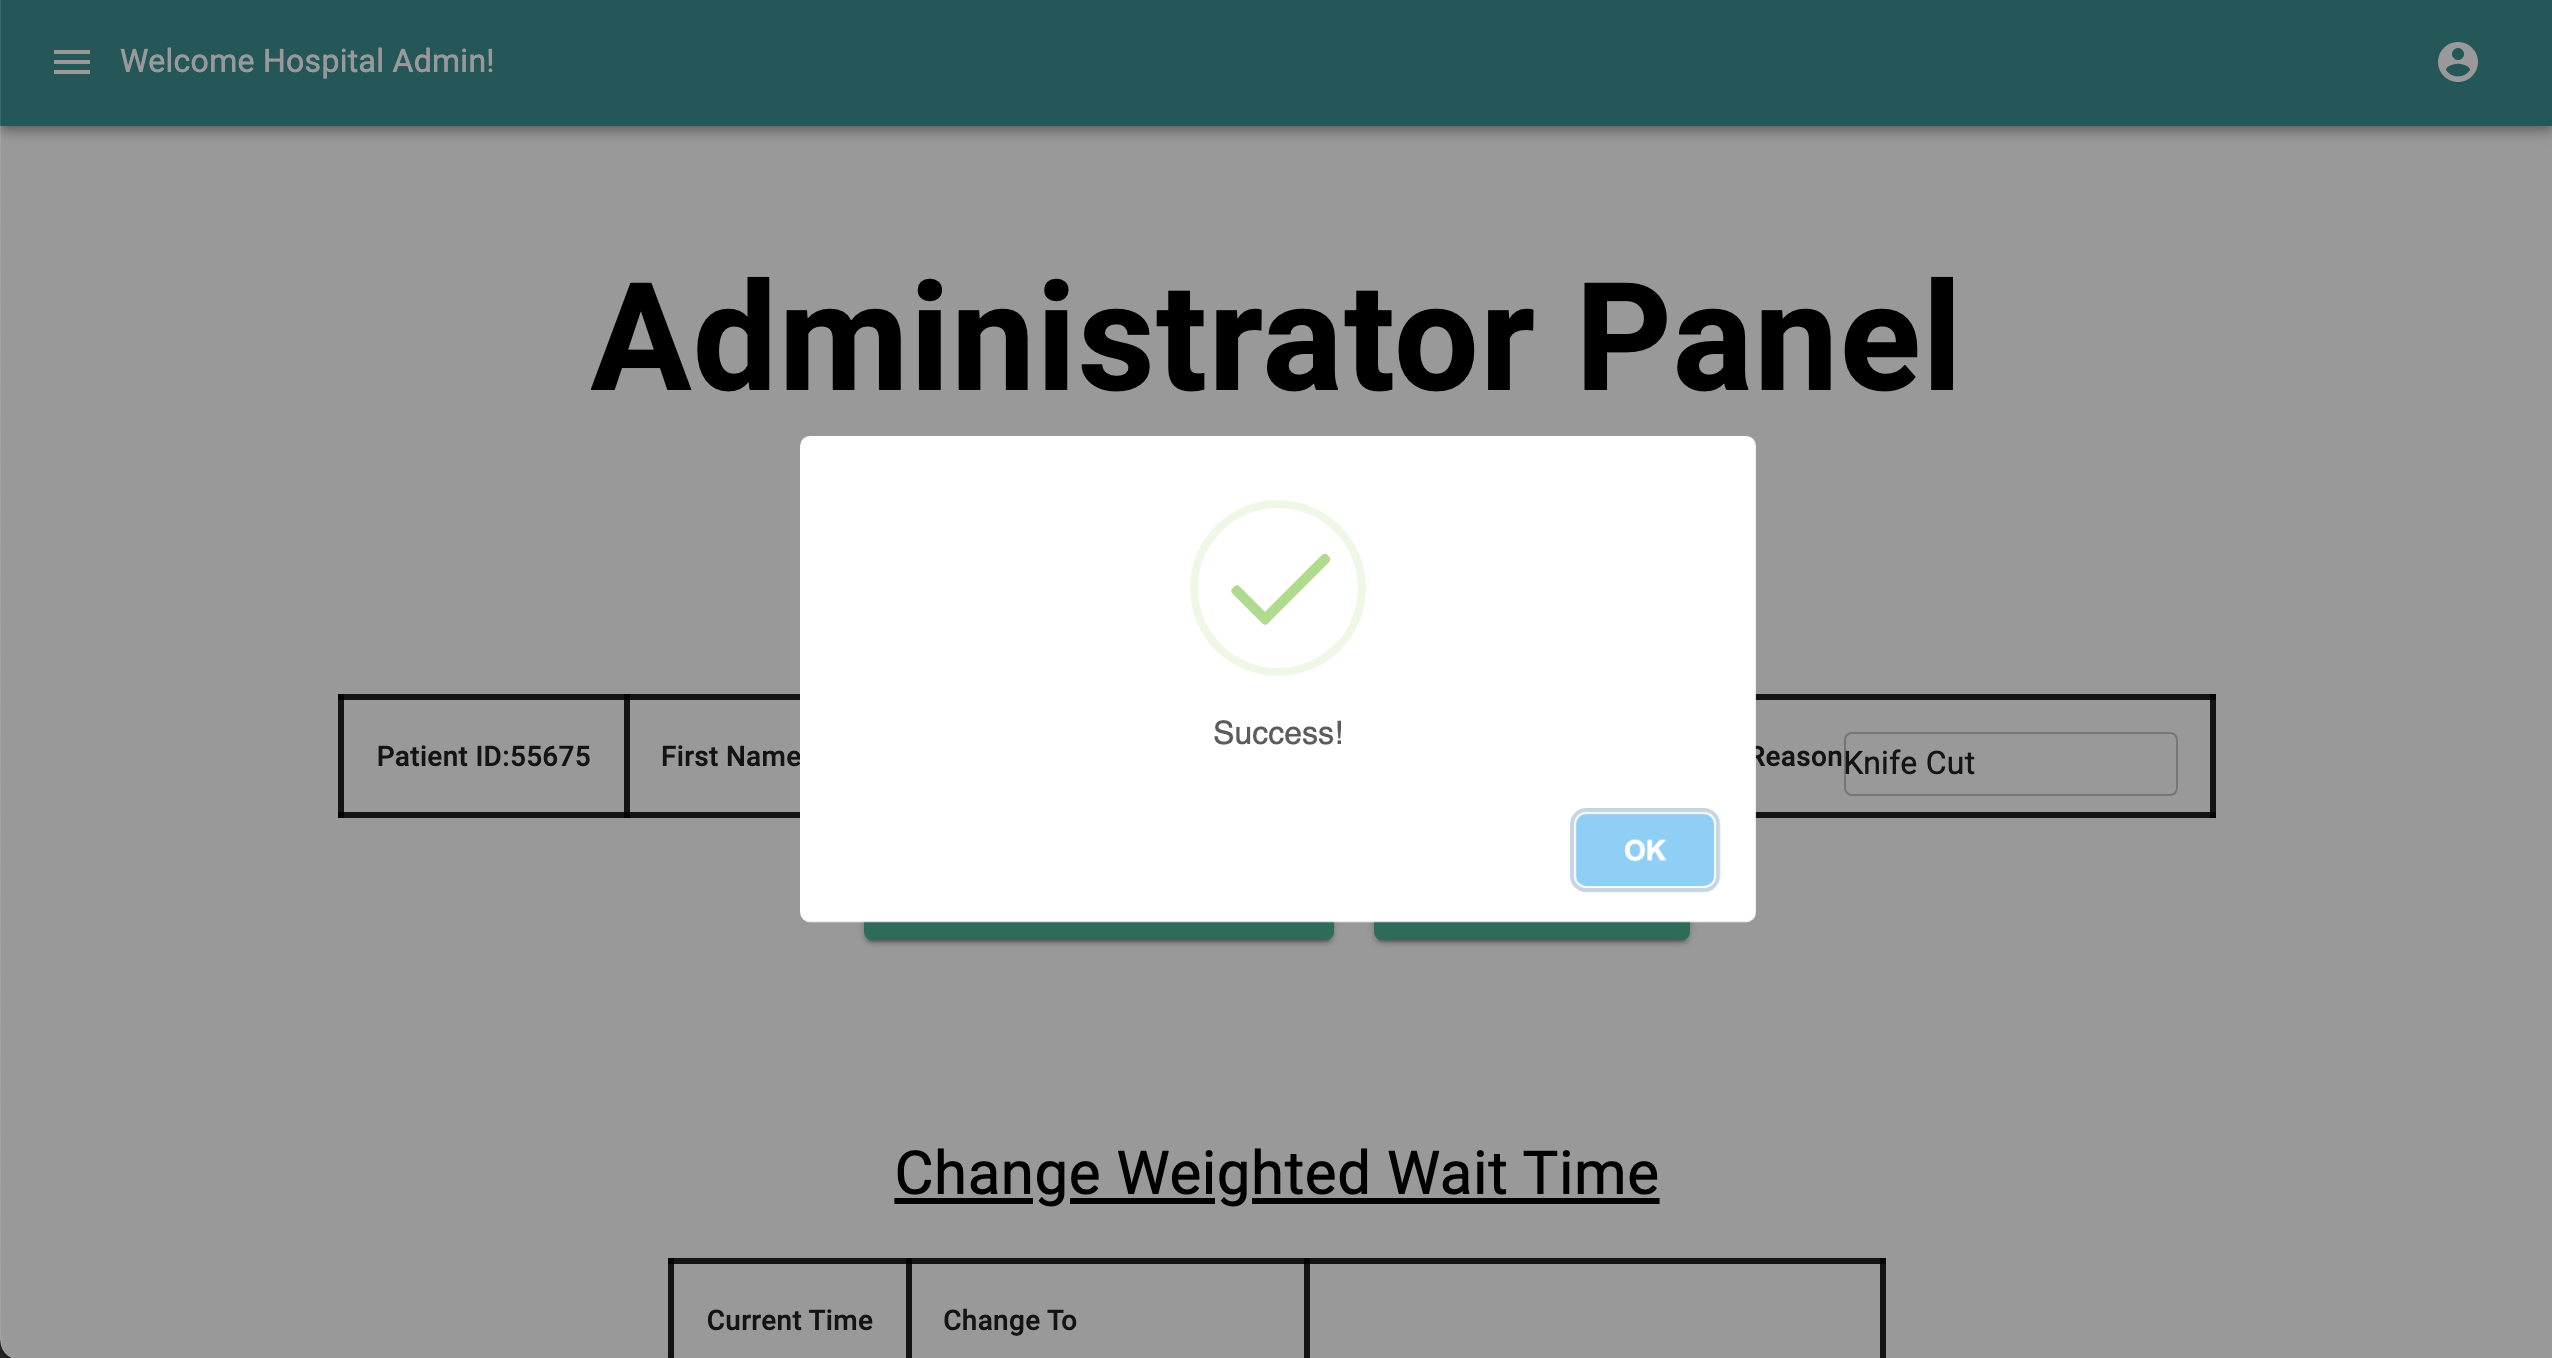 Welcome Hospital Admin!
Administrator Panel
Success!
Patient ID:55675 First Name Reason Knife Cut
OK
Change Weighted Wait Time
Current Time Change To